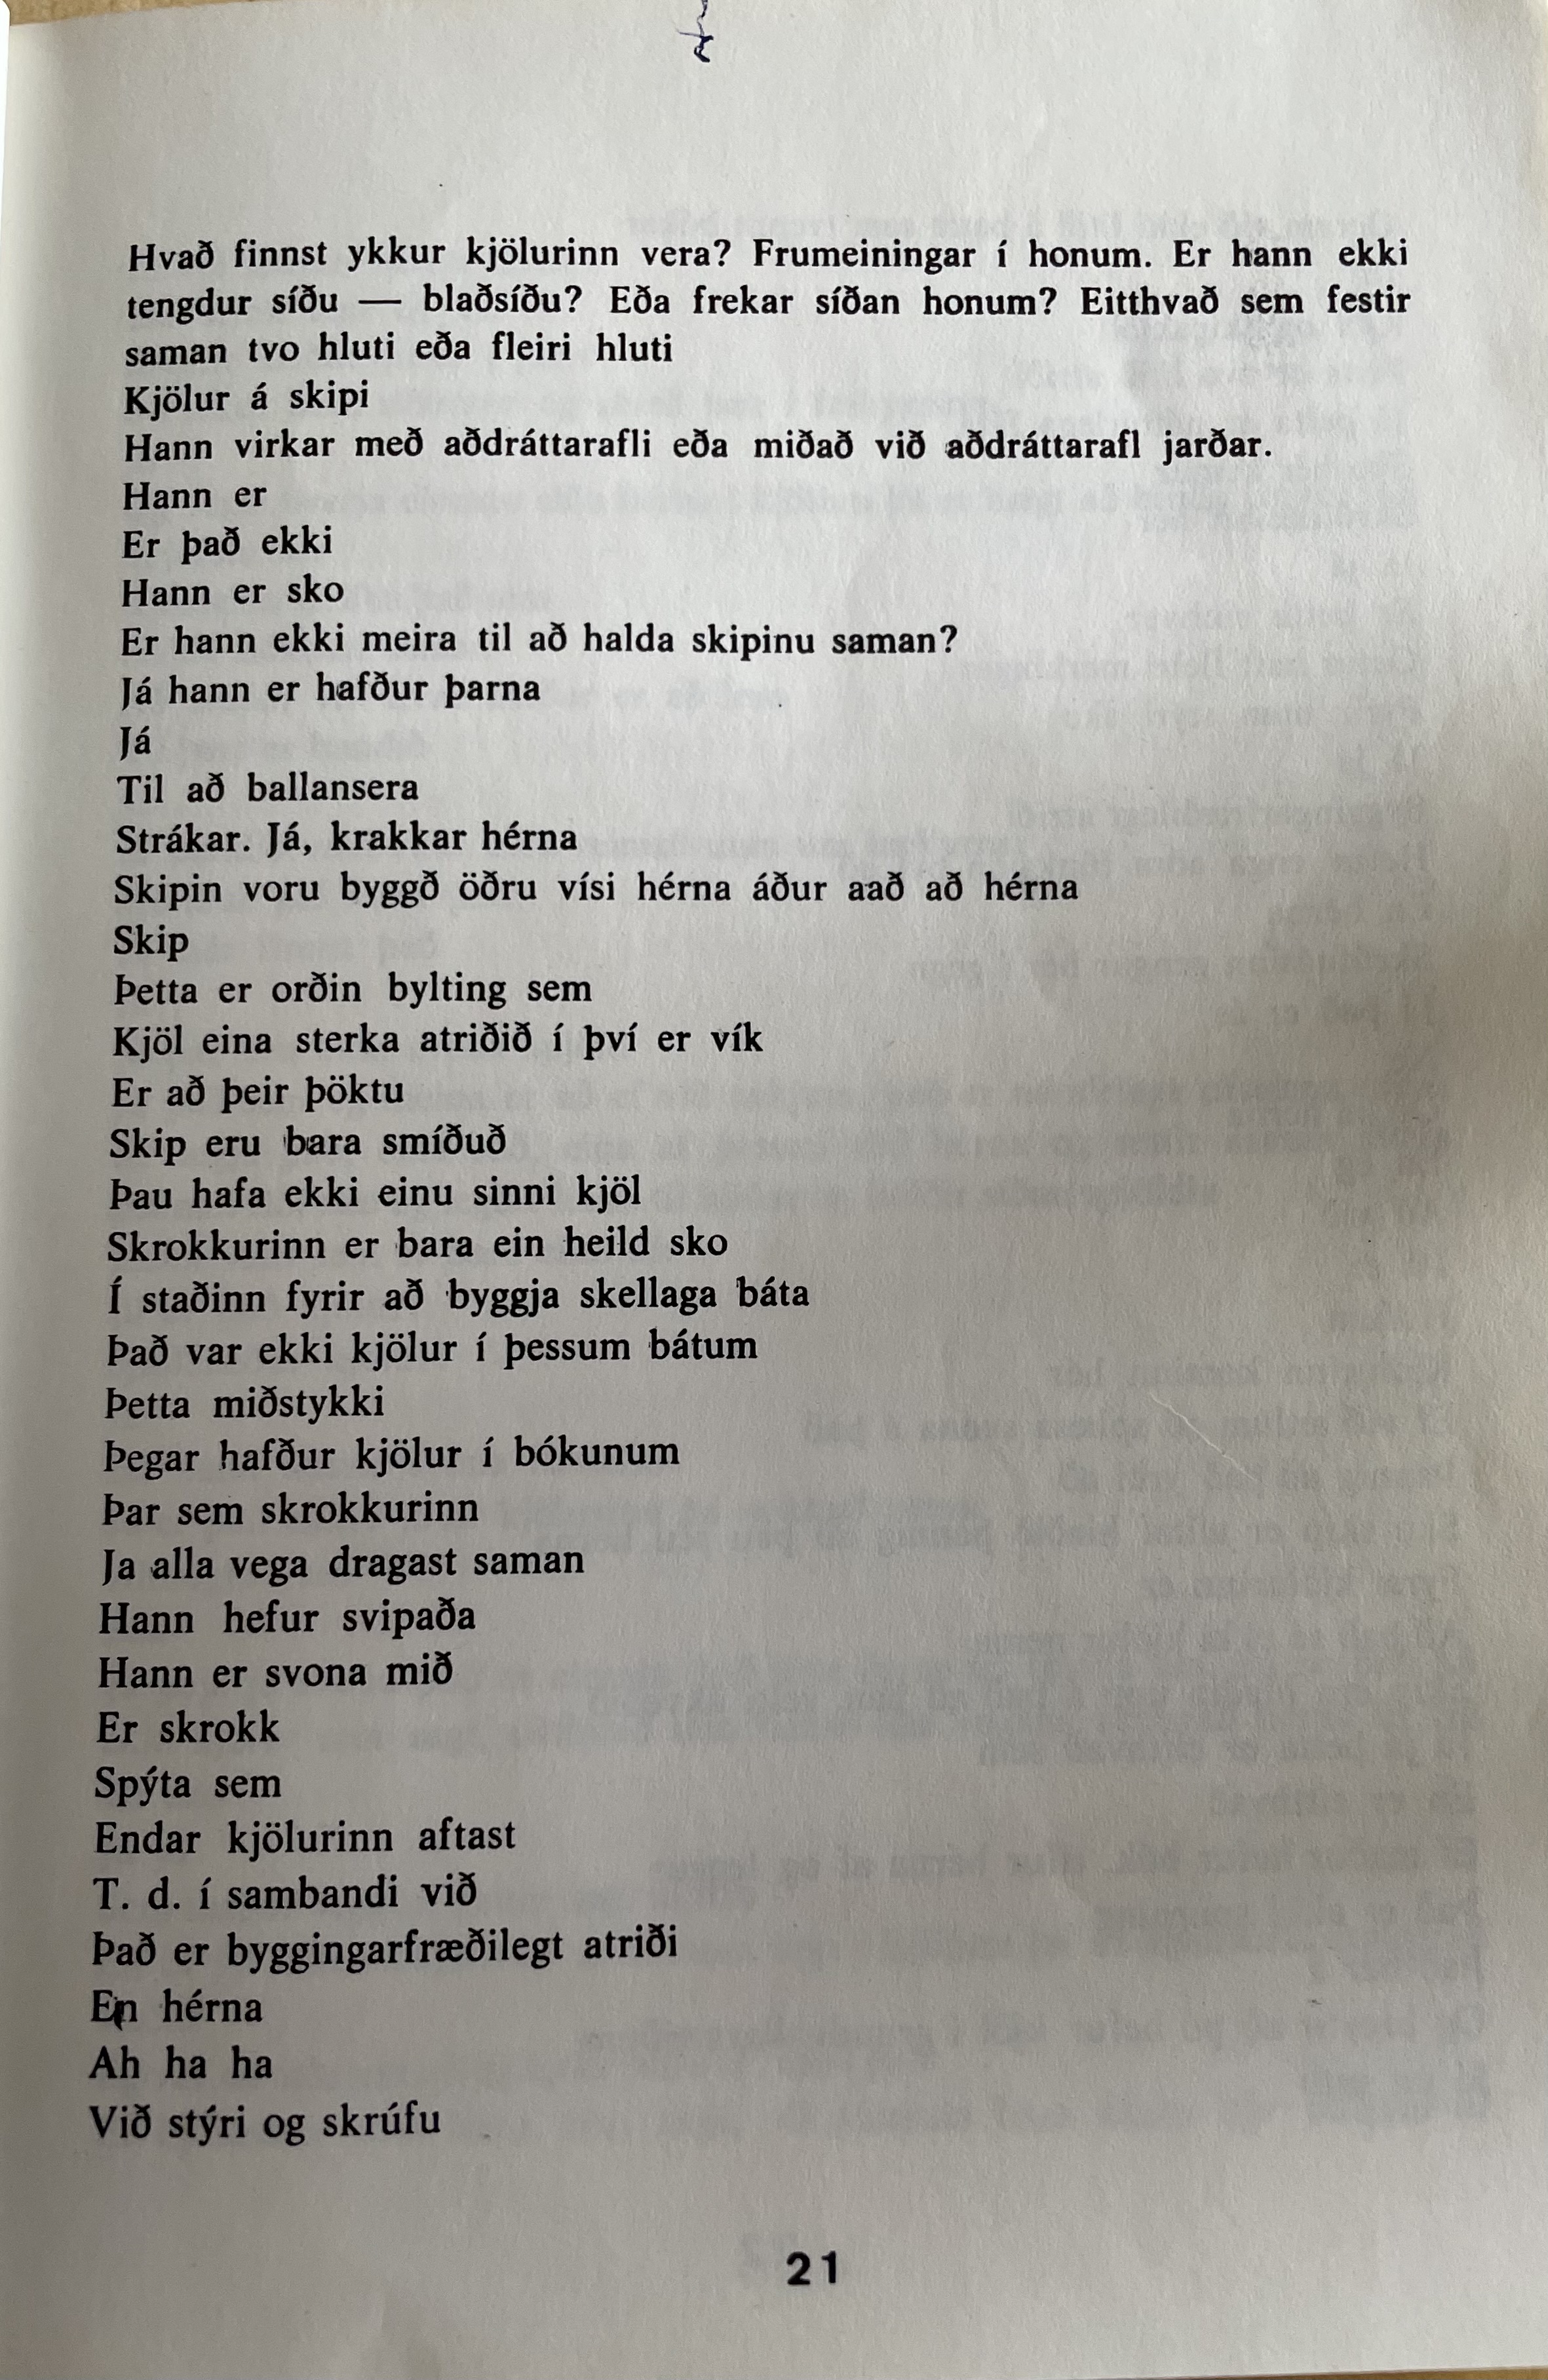 Hvað finnst ykkur kjölurinn vera? Frumeiningar í honum. Er hann ekki
tengdur síðu — blaðsíðu? Eða frekar síðan honum? Eitthvað sem festir
saman tvo hluti eða fleiri hluti
Kjölur á skipi
Hann virkar með aðdráttarafli eða miðað við aðdráttarafl jarðar.
Hann er
Er það ekki
Hann er sko
Er hann ekki meira til að halda skipinu saman?
Já hann er hafður þarna
Já
Til að ballansera
Strákar. Já, krakkar hérna
Skipin voru byggð öðru vísi hérna áður aað að hérna
Skip
Þetta er orðin bylting sem
Kjöl eina sterka atriðið í því er vík
Er að þeir þöktu
Skip eru bara smíðuð
Þau hafa ekki einu sinni kjöl
Skrokkurinn er bara ein heild sko
Í staðinn fyrir að byggja skellaga báta
Það var ekki kjölur í þessum bátum
Þetta miðstykki
Þegar hafður kjölur í bókunum
Þar sem skrokkurinn
Ja alla vega dragast saman
Hann hefur svipaða
Hann er svona mið
Er skrokk
Spýta sem
Endar kjölurinn aftast
T. d. í sambandi við
Það er byggingarfræðilegt atriði
En hérna
Ah ha ha
Við stýri og skrúfu
21